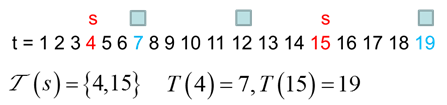 s s
t = 1 2 3 4 5 6 7 8 9 10 11 12 13 14 15 16 17 18 19
𝒯(s)={4,15} T(4)=7,T(15)=19